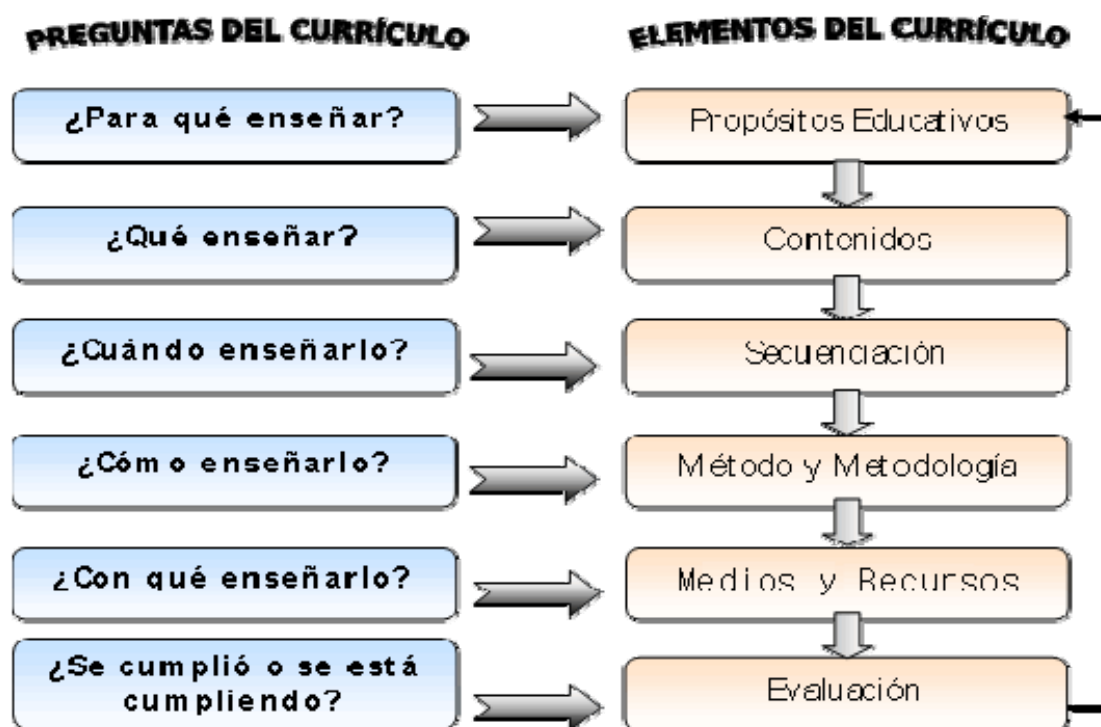 PREGUNTAS DEL CURRÍCULO
ELEMENTOS DEL CURRÍCULO
¿Para qué enseñar?
Propósitos Educativos
¿Qué enseñar?
Contenidos
¿Cuándo enseñarlo?
Secuenciación
¿Cómo enseñarlo?
Método y Metodología
¿Con qué enseñarlo?
Medios y Recursos
¿Se cumplió o se está
cumpliendo?
Evaluación